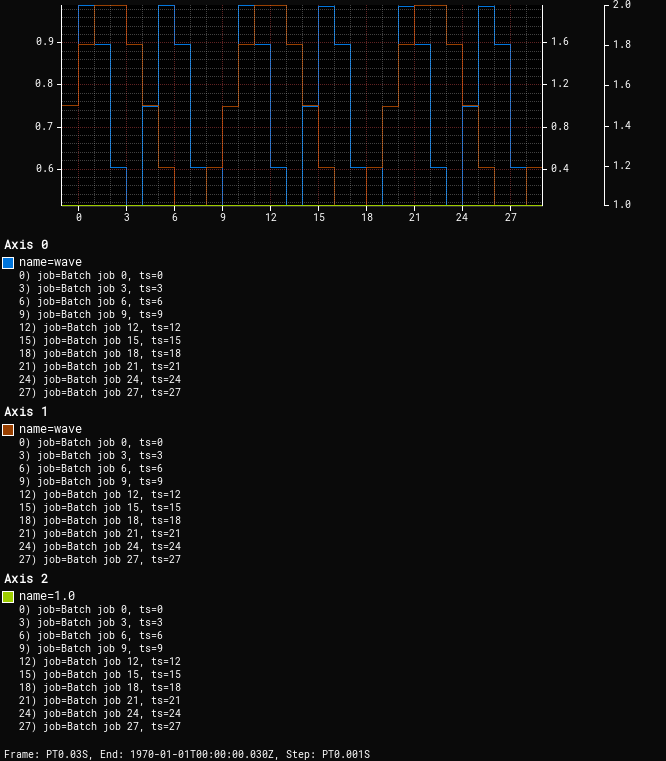 2.0
0.9
1.6
1.8
0.8
1.2
1.6
0.7
0.8
1.4
0.6
0.4
1.2
1.0
0 3 6 9 12 15 18 21 24 27
Axis 0
name=wave
0) job=Batch job 0, ts=0
3) job=Batch job 3, ts=3
6) job=Batch job 6, ts=6
9) job=Batch job 9, ts=9
12) job=Batch job 12, ts=12
15) job=Batch job 15, ts=15
18) job=Batch job 18, ts=18
21) job=Batch job 21, ts=21
24) job=Batch job 24, ts=24
27) job=Batch job 27, ts=27
Axis 1
name=wave
0) job=Batch job 0, ts=0
3) job=Batch job 3, ts=3
6) job=Batch job 6, ts=6
9) job=Batch job 9, ts=9
12) job=Batch job 12, ts=12
15) job=Batch job 15, ts=15
18) job=Batch job 18, ts=18
21) job=Batch job 21, ts=21
24) job=Batch job 24, ts=24
27) job=Batch job 27, ts=27
Axis 2
name=1.0
0) job=Batch job 0, ts=0
3) job=Batch job 3, ts=3
6) job=Batch job 6, ts=6
9) job=Batch job 9, ts=9
12) job=Batch job 12, ts=12
15) job=Batch job 15, ts=15
18) job=Batch job 18, ts=18
21) job=Batch job 21, ts=21
24) job=Batch job 24, ts=24
27) job=Batch job 27, ts=27
Frame: PT0.03S, End: 1970-01-01T00:00:00.030Z, Step: PT0.001S